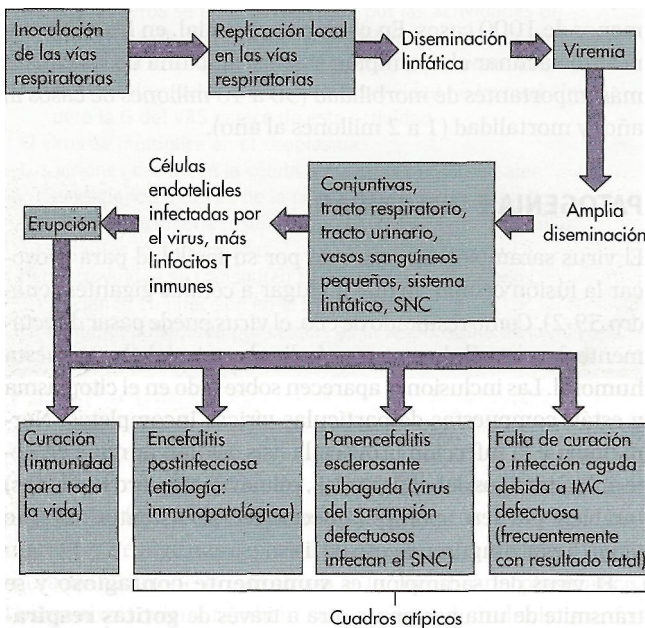 Inoculación
de las vías
respiratorias
Replicación local
en las vías
respiratorias
Diseminación
linfática
Viremia
Amplia
diseminación
Conjuntivas,
tracto respiratorio,
tracto urinario,
vasos sanguíneos
pequeños, sistema
linfático, SNC
Células
endoteliales
infectadas por
el virus, más
linfocitos T
inmunes
Erupción
Curación
(inmunidad
para toda
la vida)
Encefalitis
postinfecciosa
(etiología:
inmunopatológica)
Panencefalitis
esclerosante
subaguda (virus
del sarampión
defectuosos
infectan el SNC)
Falta de curación
o infección aguda
debida a IMC
defectuosa
(frecuentemente
con resultado fatal)
Cuadros atípicos